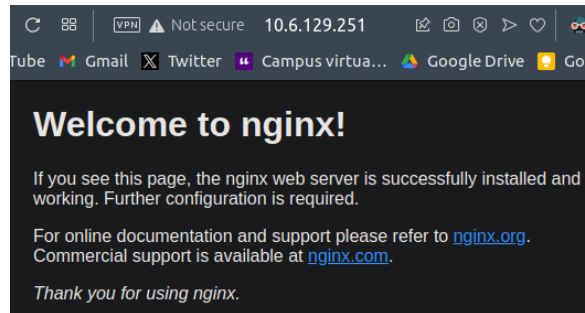 VPN Not secure 10.6.129.251
Tube Gmail Twitter Campus virtua... Google Drive Go
Welcome to nginx!
If you see this page, the nginx web server is successfully installed and
working. Further configuration is required.
For online documentation and support please refer to nginx.org.
Commercial support is available at nginx.com.
Thank you for using nginx.